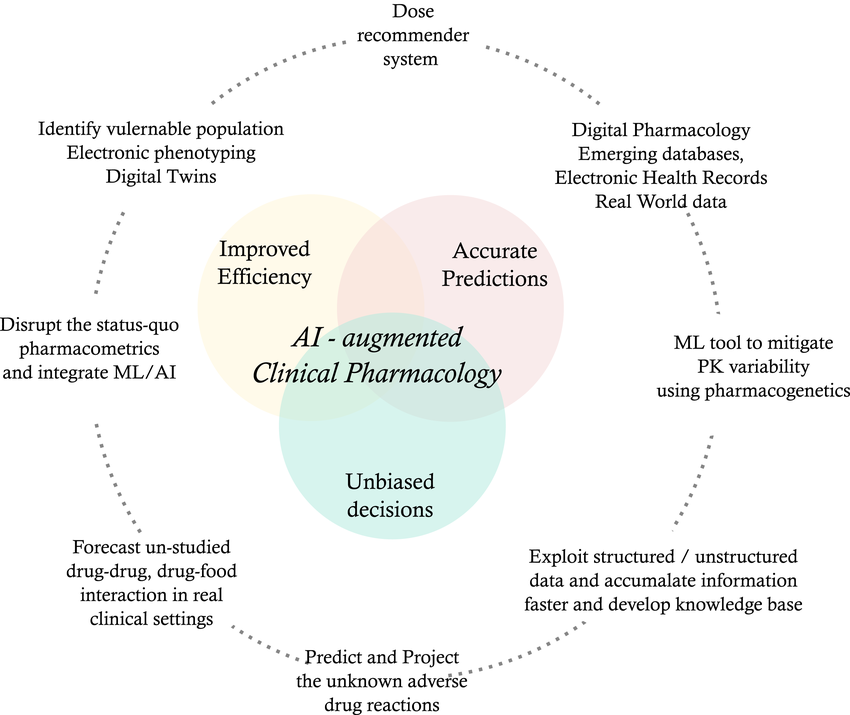 Dose
recommender
system
Identify vulernable population
Electronic phenotyping
Digital Twins
Digital Pharmacology
Emerging databases,
Electronic Health Records
Real World data
Improved
Efficiency
Accurate
Predictions
AI - augmented
Clinical Pharmacology
Unbiased
decisions
Disrupt the status-quo
pharmacometrics
and integrate ML/AI
ML tool to mitigate
PK variability
using pharmacogenetics
Forecast un-studied
drug-drug, drug-food
interaction in real
clinical settings
Exploit structured / unstructured
data and accumalate information
faster and develop knowledge base
Predict and Project
the unknown adverse
drug reactions